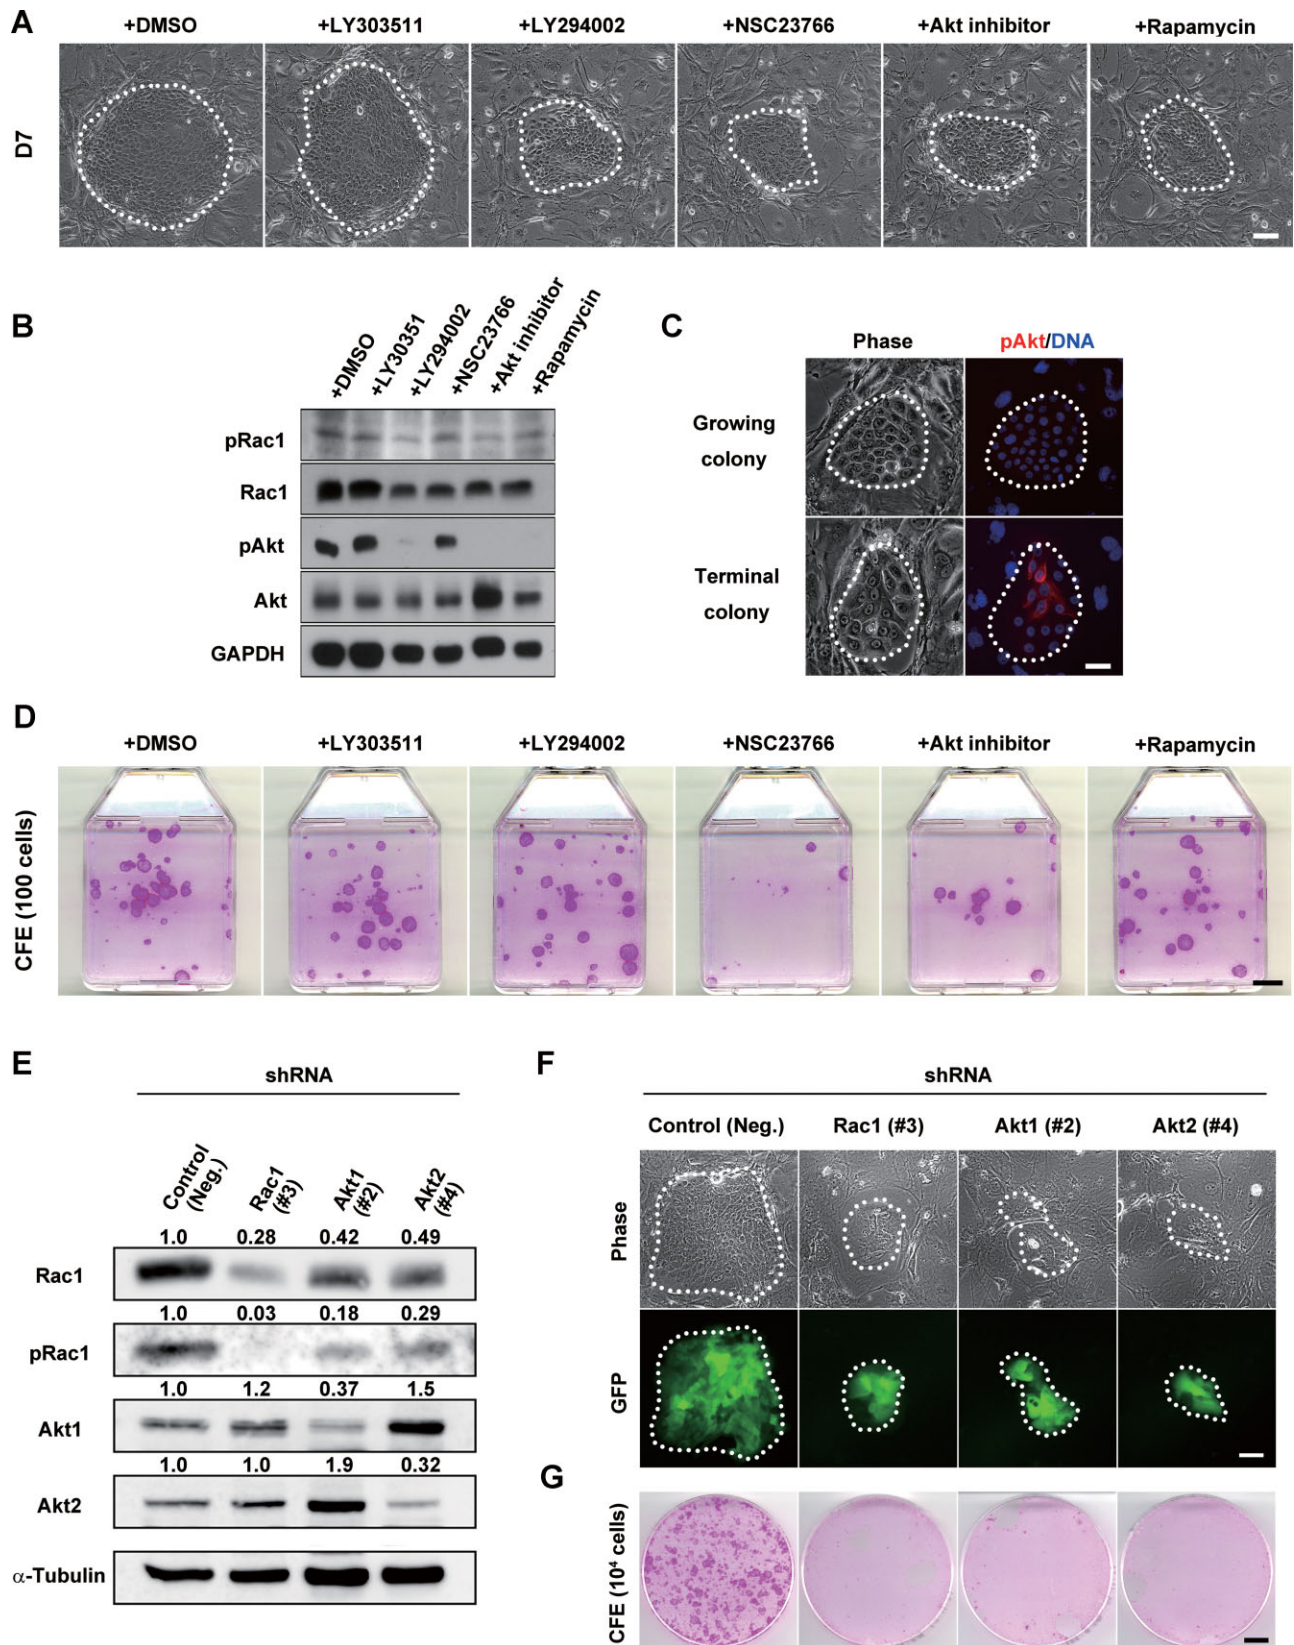 A
+DMSO +LY303511 +LY294002 +NSC23766 +Akt inhibitor +Rapamycin
D7
B
+DMSO +LY30351 +LY294002 +NSC23766 +Akt inhibitor +Rapamycin
pRac1
Rac1
pAkt
Akt
GAPDH
C
Phase pAkt/DNA
Growing
colony
Terminal
colony
D
+DMSO +LY303511 +LY294002 +NSC23766 +Akt inhibitor +Rapamycin
CFE (100 cells)
E
shRNA
Control (Neg.) Rac1 (#3) Akt1 (#2) Akt2 (#4)
1.0 0.28 0.42 0.49
Rac1
1.0 0.03 0.18 0.29
pRac1
1.0 1.2 0.37 1.5
Akt1
1.0 1.0 1.9 0.32
Akt2
α-Tubulin
F
shRNA
Control (Neg.) Rac1 (#3) Akt1 (#2) Akt2 (#4)
Phase
GFP
G
CFE (10⁴ cells)